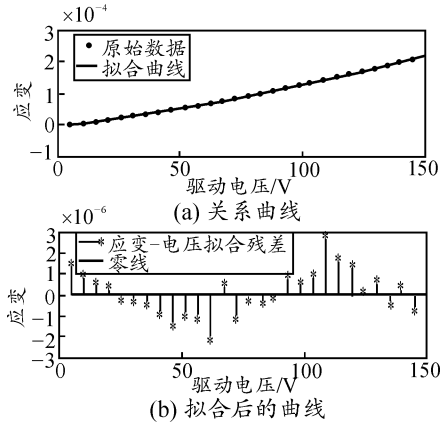 ×10⁻⁴
3
2
1
0
−1
原始数据
拟合曲线
应变
50
100
150
驱动电压/V
(a) 关系曲线
×10⁻⁶
3
2
1
0
−1
−2
−3
应变−电压拟合残差
零线
应变
0
50
100
150
驱动电压/V
(b) 拟合后的曲线